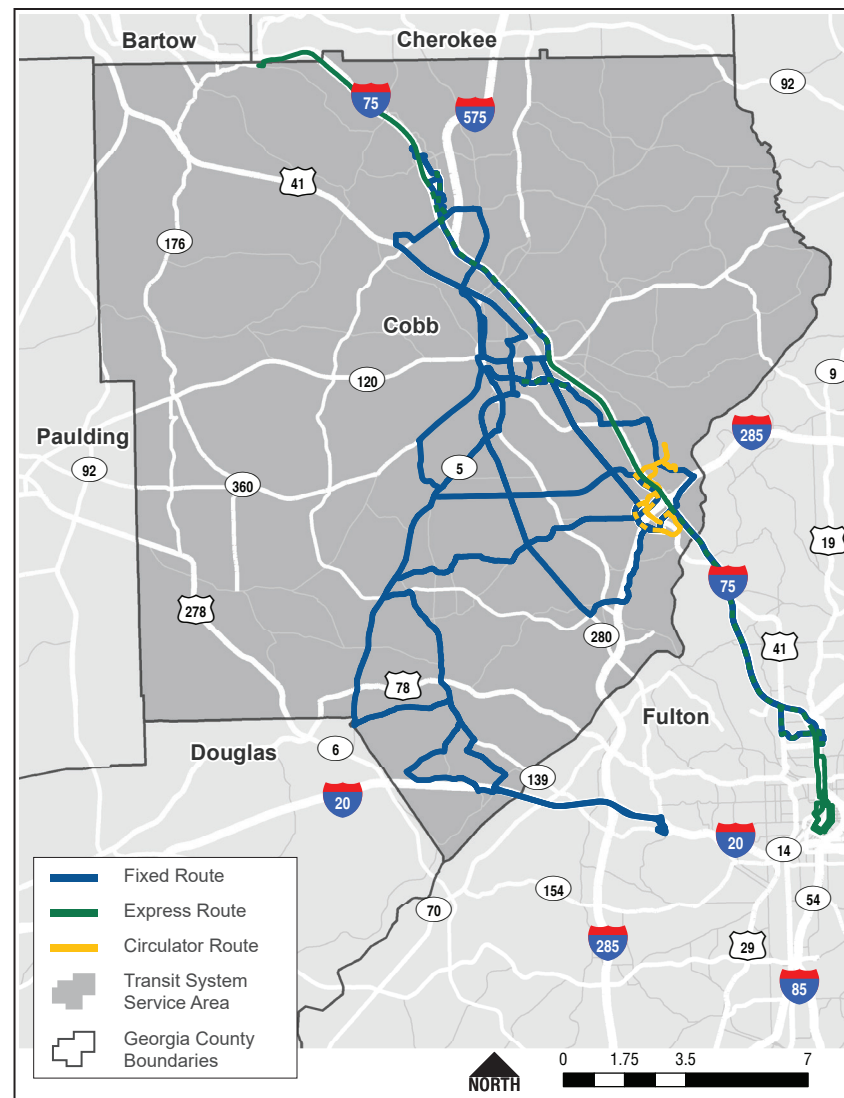 Bartow
Cherokee
92
75
575
41
176
Cobb
120
9
285
Paulding
92
5
360
19
75
278
280
41
78
Fulton
Douglas
6
139
20
20
14
154
54
70
285
29
85
Fixed Route
Express Route
Circulator Route
Transit System
Service Area
Georgia County
Boundaries
NORTH
0 1.75 3.5 7